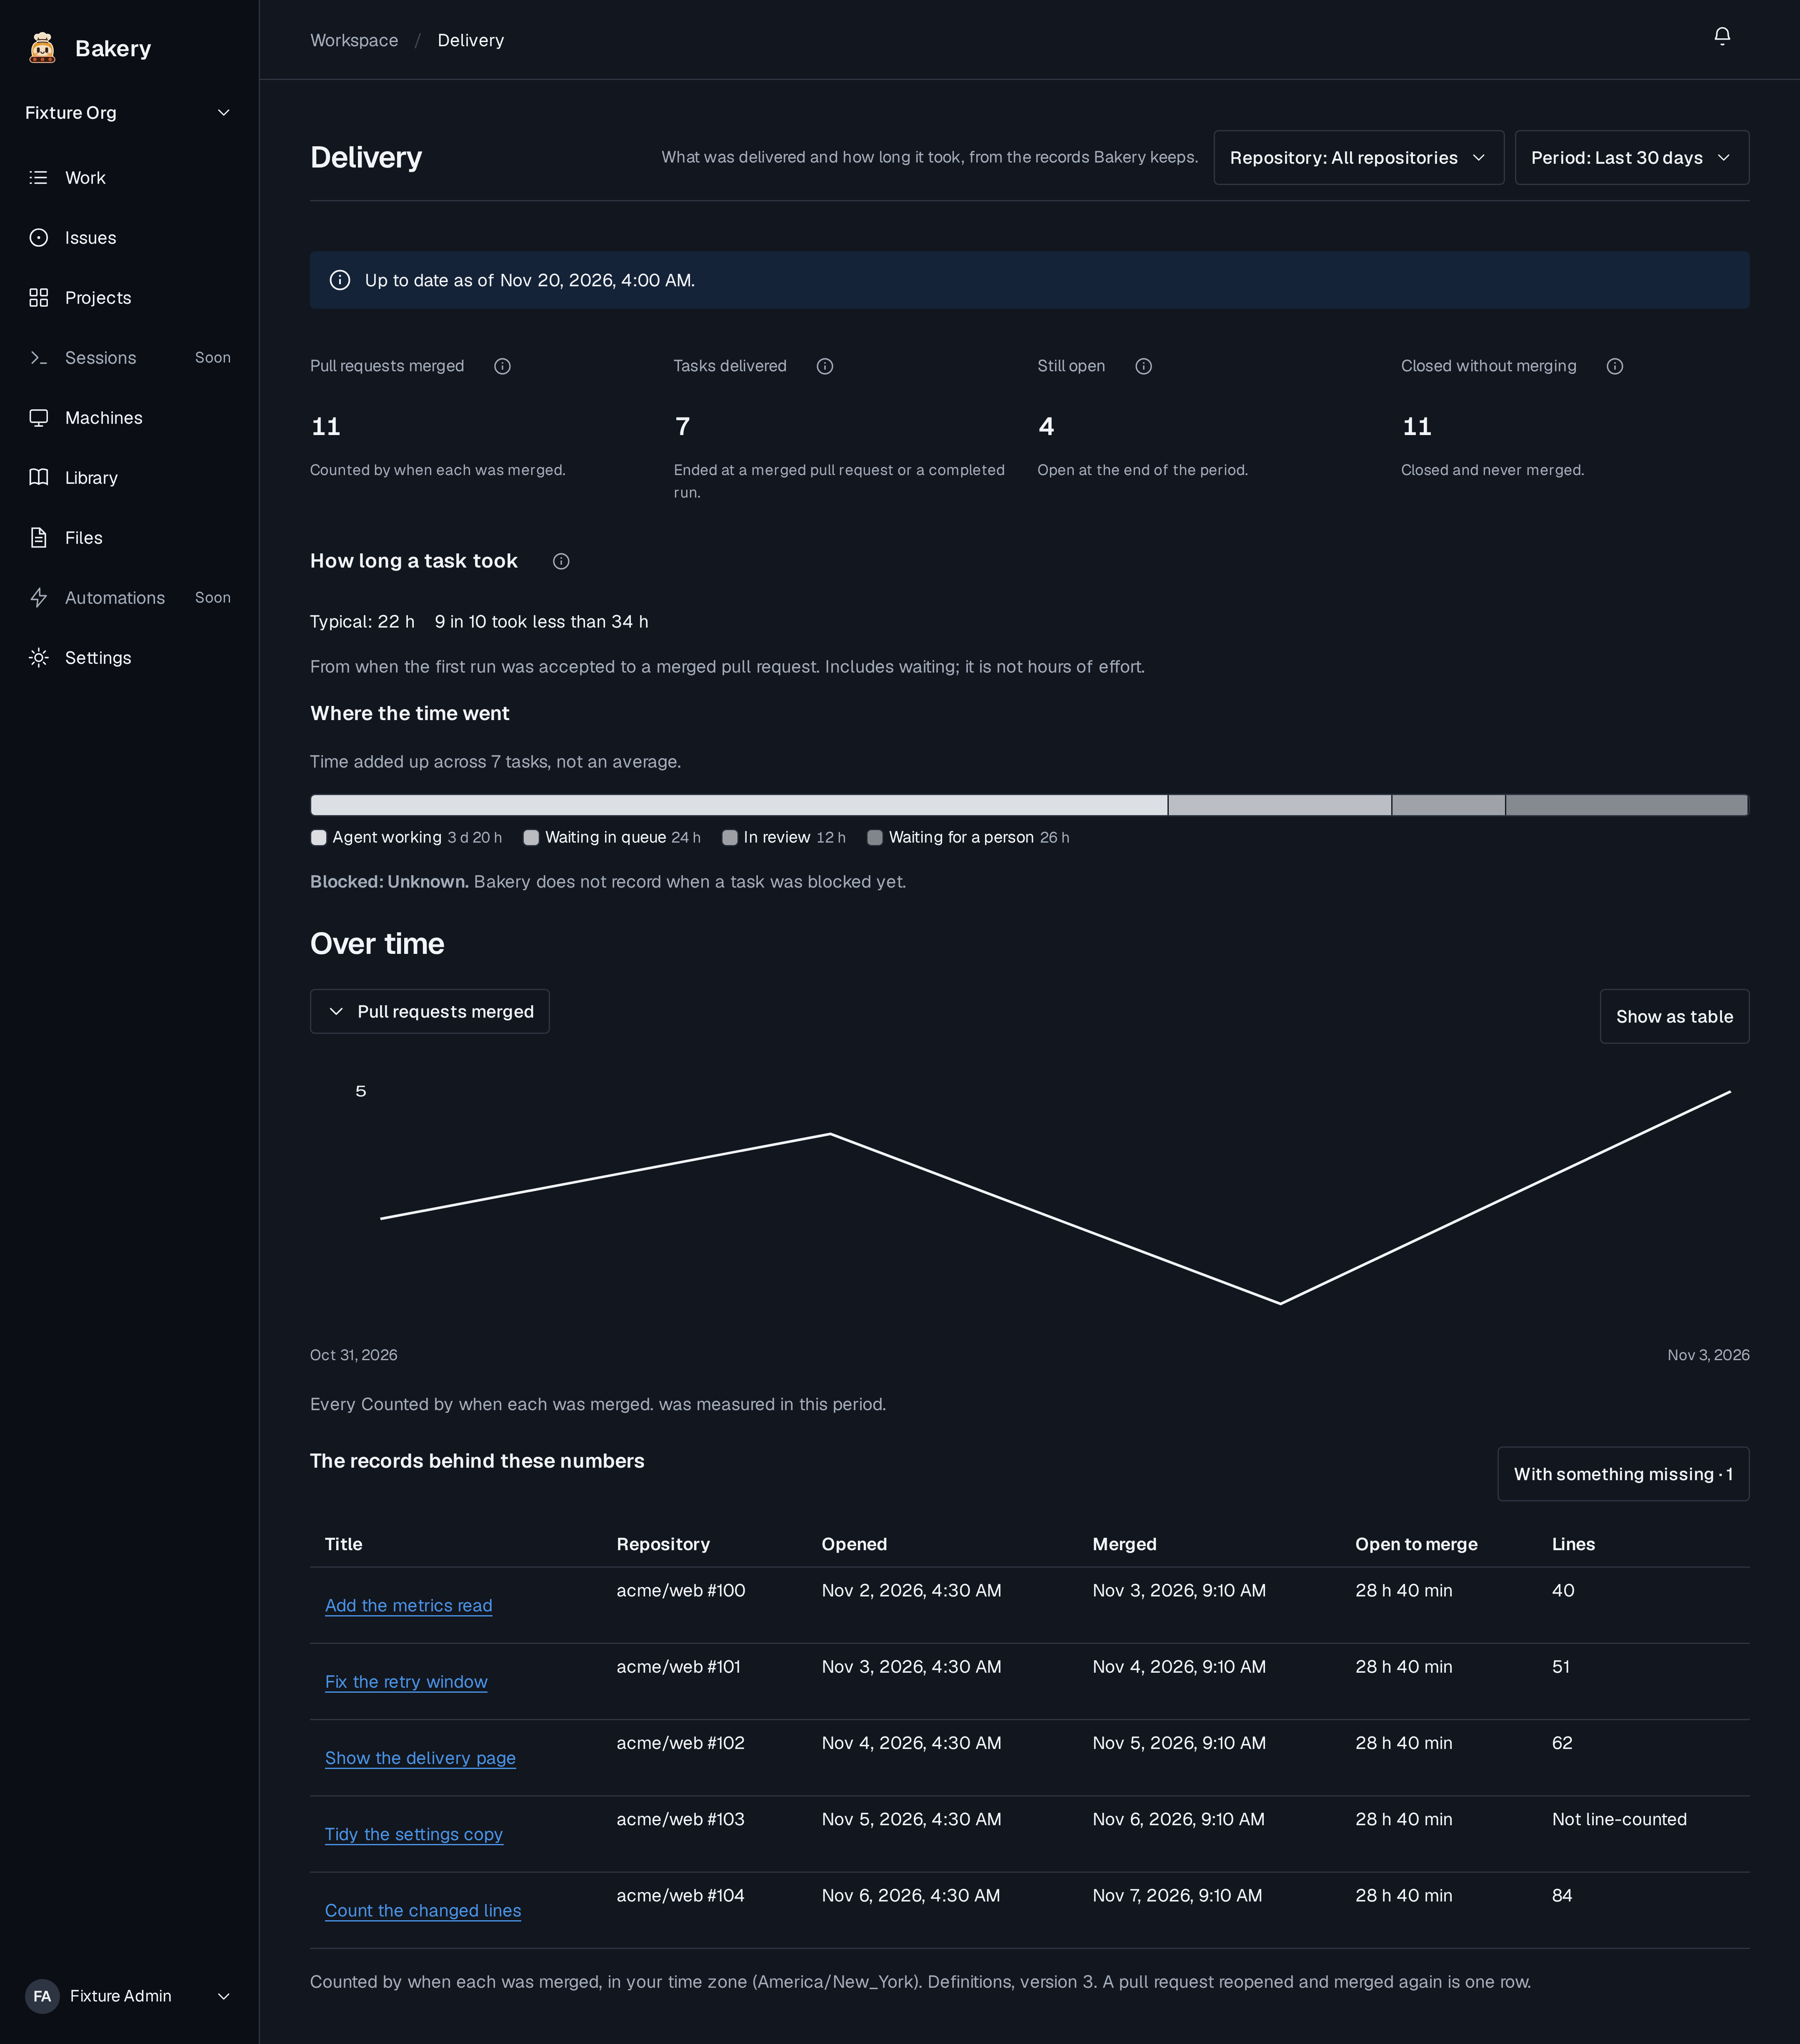 Bakery
Fixture Org
Work
Issues
Projects
Sessions Soon
Machines
Library
Files
Automations Soon
Settings
FA Fixture Admin
Workspace / Delivery
Delivery
What was delivered and how long it took, from the records Bakery keeps.
Repository: All repositories
Period: Last 30 days
Up to date as of Nov 20, 2026, 4:00 AM.
Pull requests merged
11
Counted by when each was merged.
Tasks delivered
7
Ended at a merged pull request or a completed
run.
Still open
4
Open at the end of the period.
Closed without merging
11
Closed and never merged.
How long a task took
Typical: 22 h 9 in 10 took less than 34 h
From when the first run was accepted to a merged pull request. Includes waiting; it is not hours of effort.
Where the time went
Time added up across 7 tasks, not an average.
Agent working 3 d 20 h Waiting in queue 24 h In review 12 h Waiting for a person 26 h
Blocked: Unknown. Bakery does not record when a task was blocked yet.
Over time
Pull requests merged
Show as table
5
Oct 31, 2026 Nov 3, 2026
Every Counted by when each was merged. was measured in this period.
The records behind these numbers
With something missing · 1
Title Repository Opened Merged Open to merge Lines
Add the metrics read acme/web #100 Nov 2, 2026, 4:30 AM Nov 3, 2026, 9:10 AM 28 h 40 min 40
Fix the retry window acme/web #101 Nov 3, 2026, 4:30 AM Nov 4, 2026, 9:10 AM 28 h 40 min 51
Show the delivery page acme/web #102 Nov 4, 2026, 4:30 AM Nov 5, 2026, 9:10 AM 28 h 40 min 62
Tidy the settings copy acme/web #103 Nov 5, 2026, 4:30 AM Nov 6, 2026, 9:10 AM 28 h 40 min Not line-counted
Count the changed lines acme/web #104 Nov 6, 2026, 4:30 AM Nov 7, 2026, 9:10 AM 28 h 40 min 84
Counted by when each was merged, in your time zone (America/New_York). Definitions, version 3. A pull request reopened and merged again is one row.